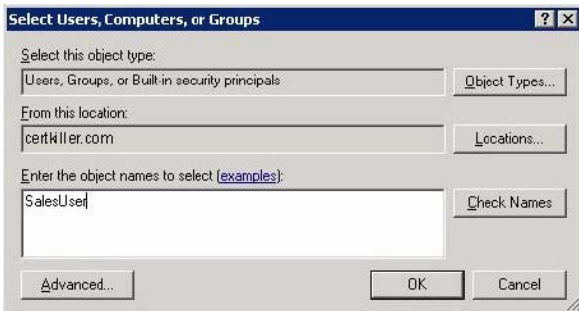 Select Users, Computers, or Groups
Select this object type:
Users, Groups, or Built-in security principals
Object Types...
From this location:
certkiller.com
Locations...
Enter the object names to select (examples):
SalesUser
Check Names
Advanced...
OK
Cancel